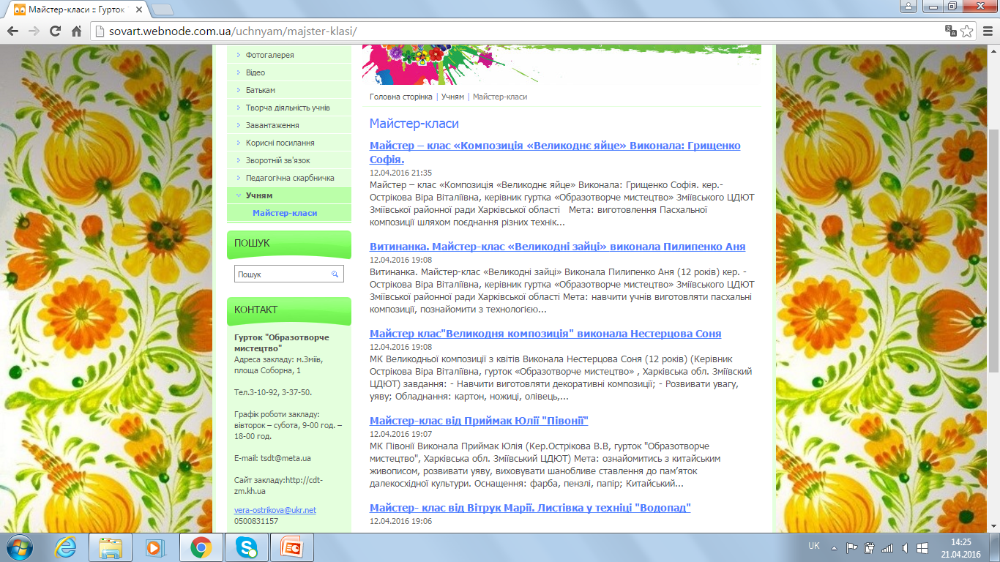 Майстер-класи :: Гурток "
sovart.webnode.com.ua/uchnyam/majster-klasi/
Фотогалерея
Відео
Батькам
Творча діяльність учнів
Завантаження
Корисні посилання
Зворотній зв'язок
Педагогічна скарбничка
Учням
Майстер-класи
ПОШУК
Пошук
КОНТАКТ
Гурток "Образотворче
мистецтво"
Адреса закладу: м.Зміїв,
площа Соборна, 1
Тел.3-10-92, 3-37-50.
Графік роботи закладу:
вівторок – субота, 9-00 год. –
18-00 год.
E-mail: tsdt@meta.ua
Сайт закладу:http://cdt-
zm.kh.ua
vera-ostrikova@ukr.net
0500831157
Головна сторінка | Учням | Майстер-класи
Майстер-класи
Майстер – клас «Композиція «Великоднє яйце» Виконала: Грищенко
Софія.
12.04.2016 21:35
Майстер – клас «Композиція «Великоднє яйце» Виконала: Грищенко Софія. кер.-
Острікова Віра Віталіївна, керівник гуртка «Образотворче мистецтво» Зміївського ЦДЮТ
Зміївської районної ради Харківської області   Мета: виготовлення Пасхальної
композиції шляхом поєднання різних технік...
Витинанка. Майстер-клас «Великодні зайці» виконала Пилипенко Аня
12.04.2016 19:08
Витинанка. Майстер-клас «Великодні зайці» Виконала Пилипенко Аня (12 років) кер. -
Острікова Віра Віталіївна, керівник гуртка «Образотворче мистецтво» Зміївського ЦДЮТ
Зміївської районної ради Харківської області Мета: навчити учнів виготовляти пасхальні
композиції, познайомити з технологією...
Майстер клас"Великодня композиція" виконала Нестерцова Соня
12.04.2016 19:08
МК Великодньої композиції з квітів Виконала Нестерцова Соня (12 років) (Керівник
Острікова Віра Віталіївна, гурток «Образотворче мистецтво» , Харківська обл. Зміївский
ЦДЮТ) завдання: - Навчити виготовляти декоративні композиції; - Розвивати увагу,
уяву; Обладнання: картон, ножиці, олівець,...
Майстер-клас від Приймак Юлії "Півонії"
12.04.2016 19:07
МК Півонії Виконала Приймак Юлія (Кер.Острікова В.В, гурток "Образотворче
мистецтво", Харківська обл. Зміївський ЦДЮТ) Мета: ознайомитись з китайським
живописом, розвивати уяву, виховувати шанобливе ставлення до пам’яток
далекосхідної культури. Оснащення: фарба, пензлі, папір; Китайський...
Майстер- клас від Вітрук Марії. Листівка у техніці "Водопад"
12.04.2016 19:06
UK
14:25
21.04.2016